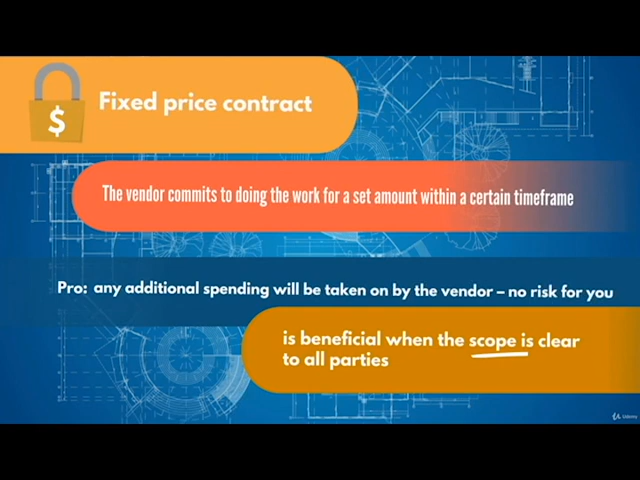 $
Fixed price contract
The vendor commits to doing the work for a set amount within a certain timeframe
Pro: any additional spending will be taken on by the vendor – no risk for you
is beneficial when the scope is clear
to all parties
Udemy